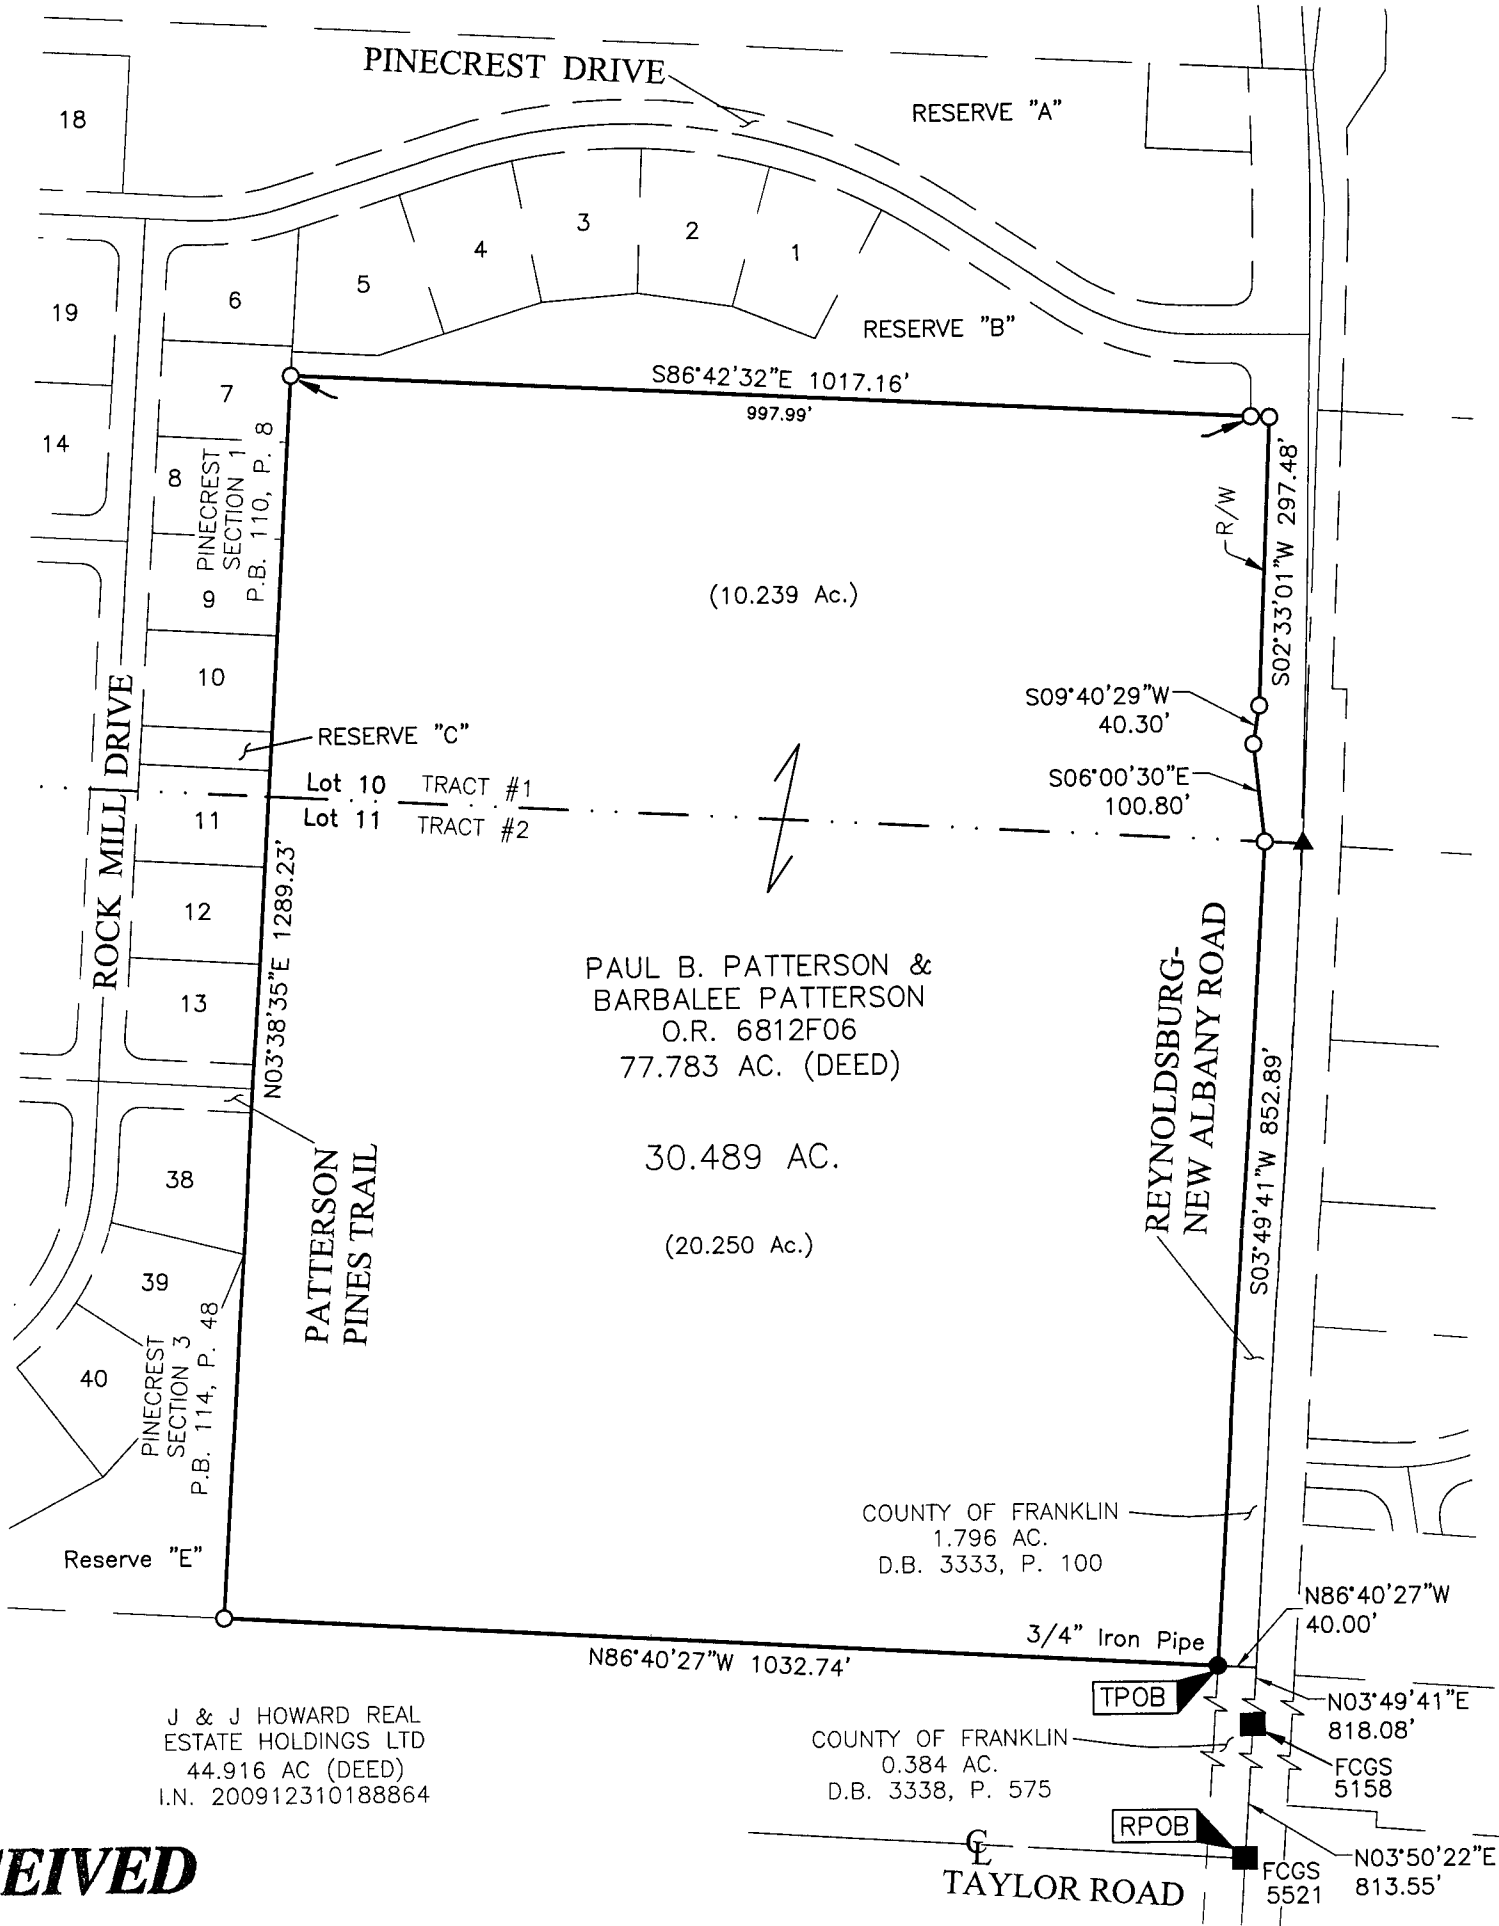 PINECREST DRIVE
RESERVE "A"
18
3
2
1
4
5
6
19
RESERVE "B"
7
S86°42'32"E 1017.16'
997.99'
14
8
PINECREST
SECTION 1
P.B. 110, P. 8
R/W
S02°33'01"W 297.48'
9
(10.239 Ac.)
10
S09°40'29"W
40.30'
RESERVE "C"
S06°00'30"E
100.80'
Lot 10 TRACT #1
Lot 11 TRACT #2
11
ROCK MILL DRIVE
12
13
N03°38'35"E 1289.23'
PAUL B. PATTERSON &
BARBALEE PATTERSON
O.R. 6812F06
77.783 AC. (DEED)
30.489 AC.
(20.250 Ac.)
REYNOLDSBURG-
NEW ALBANY ROAD
S03°49'41"W 852.89'
38
PATTERSON
PINES TRAIL
39
40
PINECREST
SECTION 3
P.B. 114, P. 48
Reserve "E"
COUNTY OF FRANKLIN
1.796 AC.
D.B. 3333, P. 100
N86°40'27"W
40.00'
3/4" Iron Pipe
N86°40'27"W 1032.74'
TPOB
N03°49'41"E
818.08'
J & J HOWARD REAL
ESTATE HOLDINGS LTD
44.916 AC (DEED)
I.N. 200912310188864
COUNTY OF FRANKLIN
0.384 AC.
D.B. 3338, P. 575
FCGS
5158
RPOB
CL
TAYLOR ROAD
FCGS
5521
N03°50'22"E
813.55'
EIVED